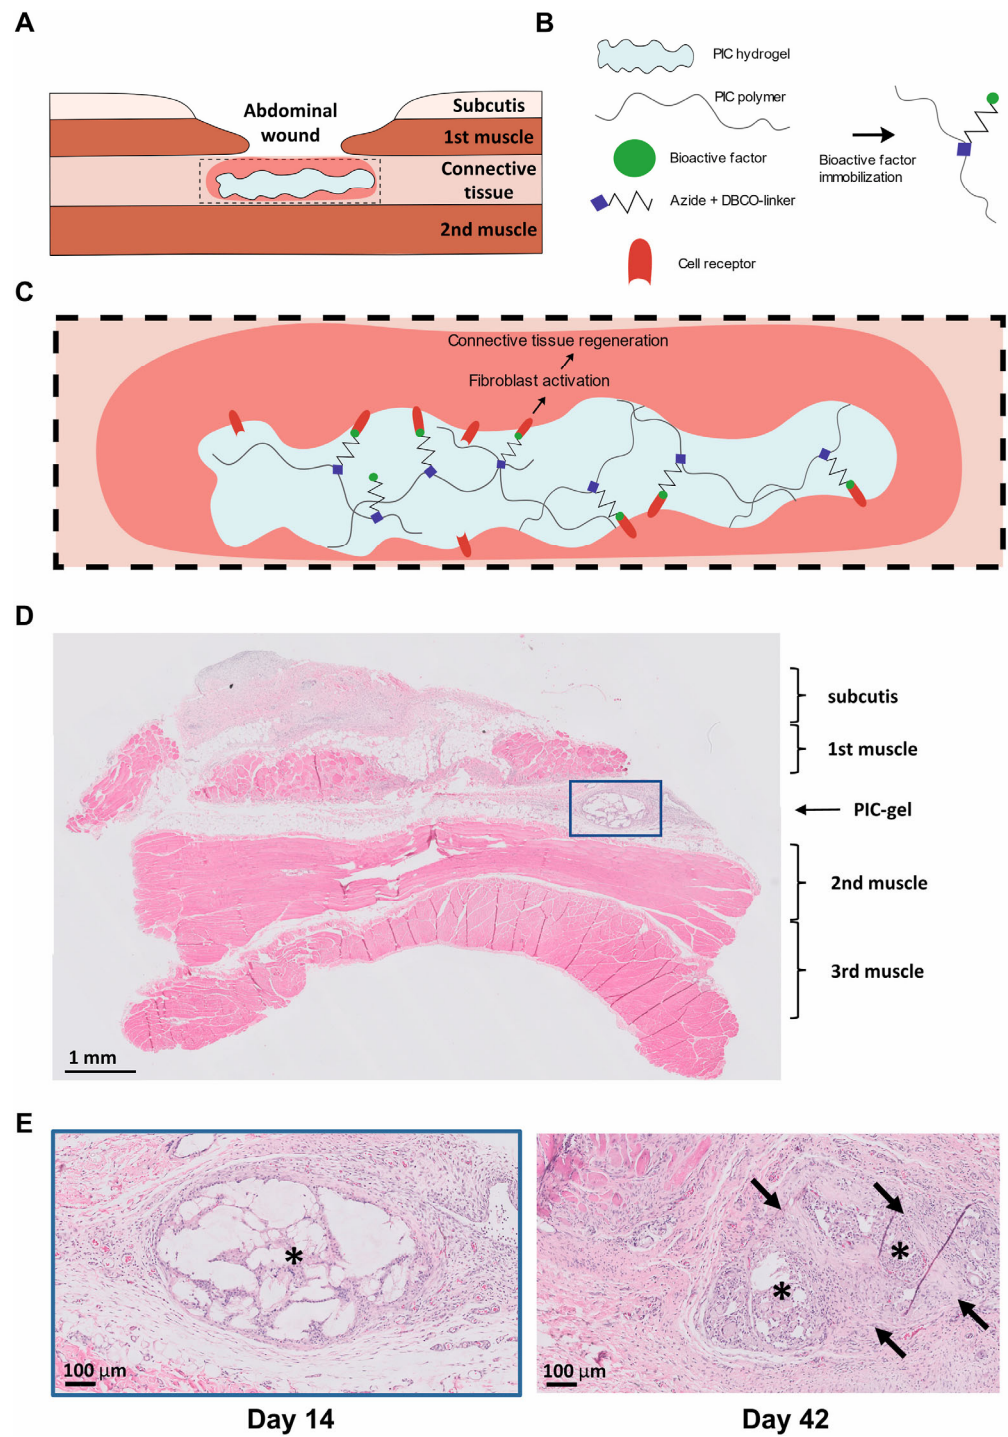 A
Abdominal
wound
Subcutis
1st muscle
Connective
tissue
2nd muscle
B
PIC hydrogel
PIC polymer
Bioactive factor
Azide + DBCO-linker
Cell receptor
Bioactive factor
immobilization
C
Connective tissue regeneration
Fibroblast activation
D
subcutis
1st muscle
PIC-gel
2nd muscle
3rd muscle
1 mm
E
*
100 μm
Day 14
*
*
100 μm
Day 42